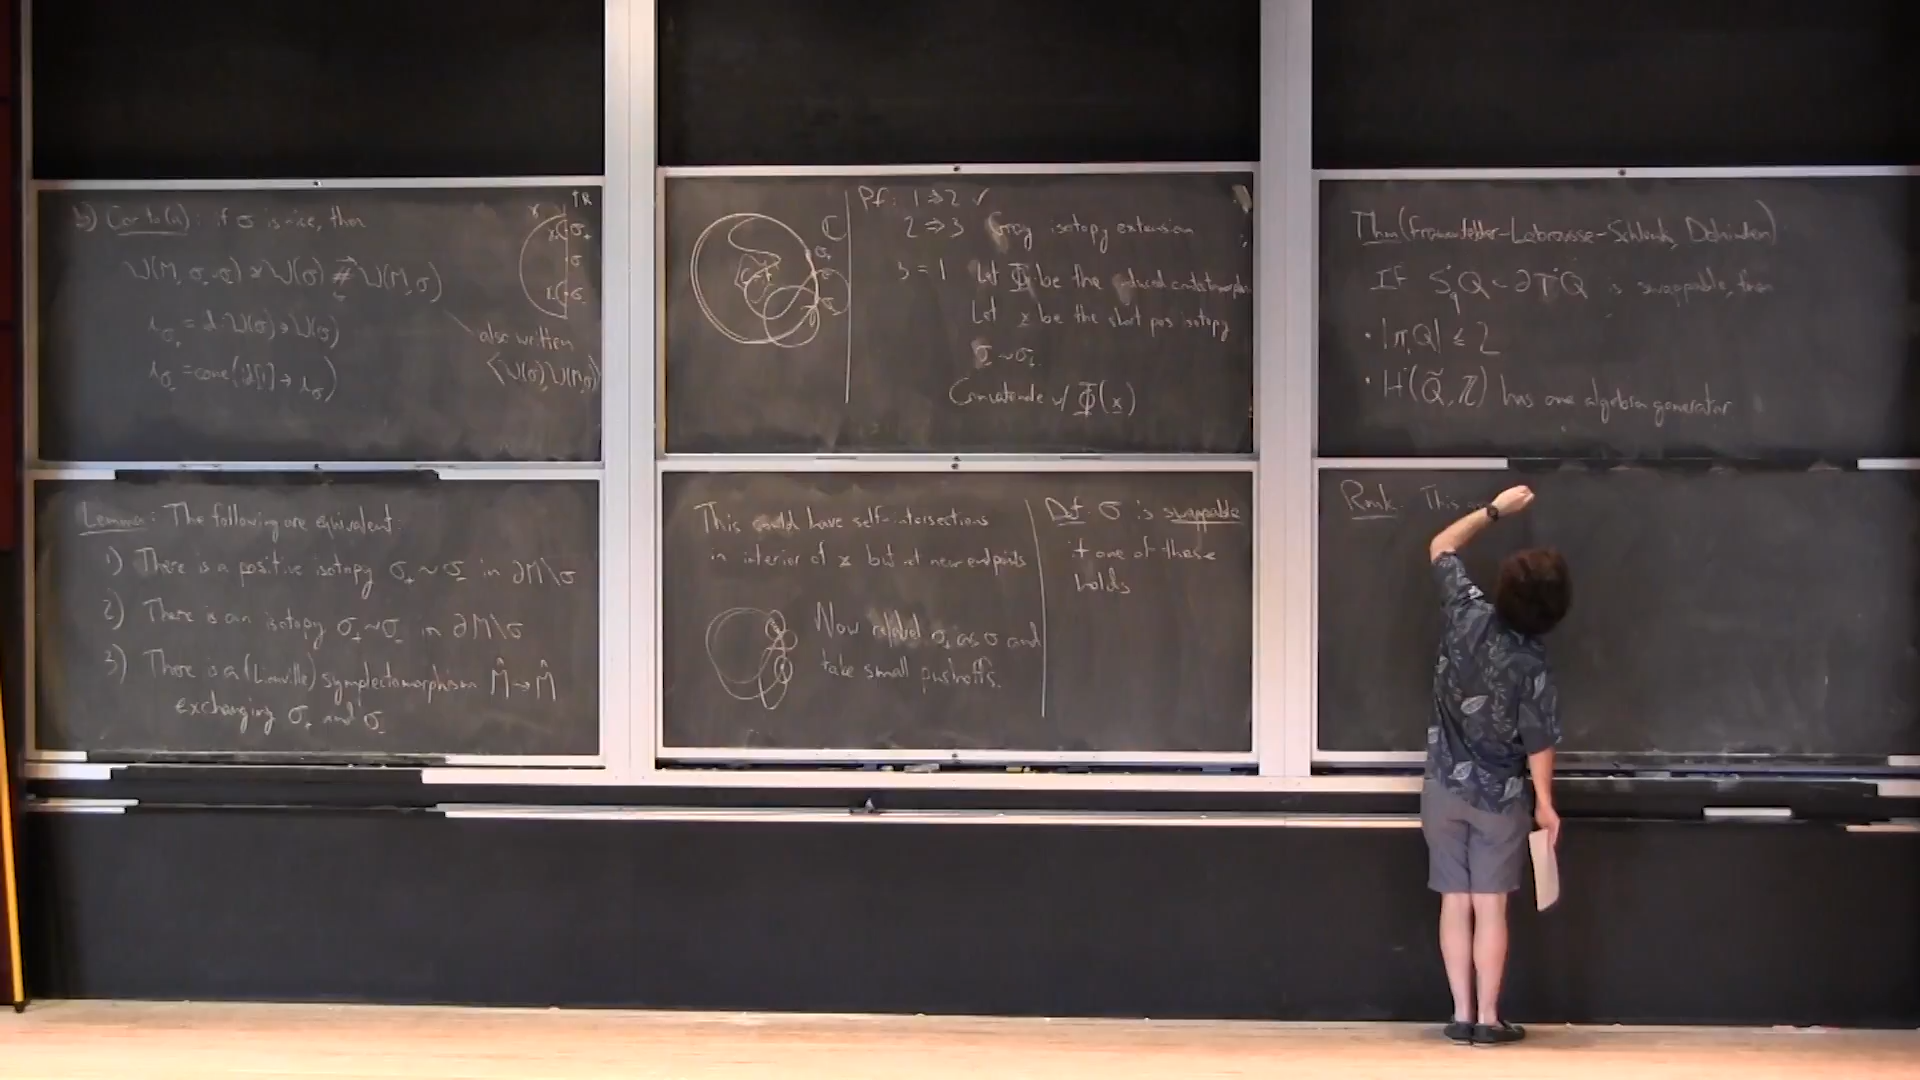 b) Cor to (a): if σ is nice, then
W(M, σ₊σ₋) × W(σ) W(M,σ)
also written
Lemma: The following are equivalent:
1) There is a positive isotopy σ₊ ~ σ₋ in ∂M\σ
2) There is an isotopy σ₊ ~ σ₋ in ∂M\σ
3) There is a (Liouville) symplectomorphism M̂ → M̂
exchanging σ₊ and σ₋
Pf: 1 ⇒ 2 ✓
2 ⇒ 3 Gray isotopy extension
3 = 1 Let Φ be the induced contactomorphism
Let x be the short pos isotopy
σ₋ ~ σ₊.
Concatenate w/ Φ(x)
This could have self-intersections
in interior of x but not near endpoints
Now relabel σ₊ as σ and
take small pushoffs.
Def: σ is swappable
if one of these
holds
Thm (Frauenfelder-Labrousse-Schlenk, Dahinden)
If S*qQ ⊂ ∂T*Q is swappable, then
• |π₁Q| ≤ 2
• H*(Q̃, Z) has one algebra generator
Rmk: This